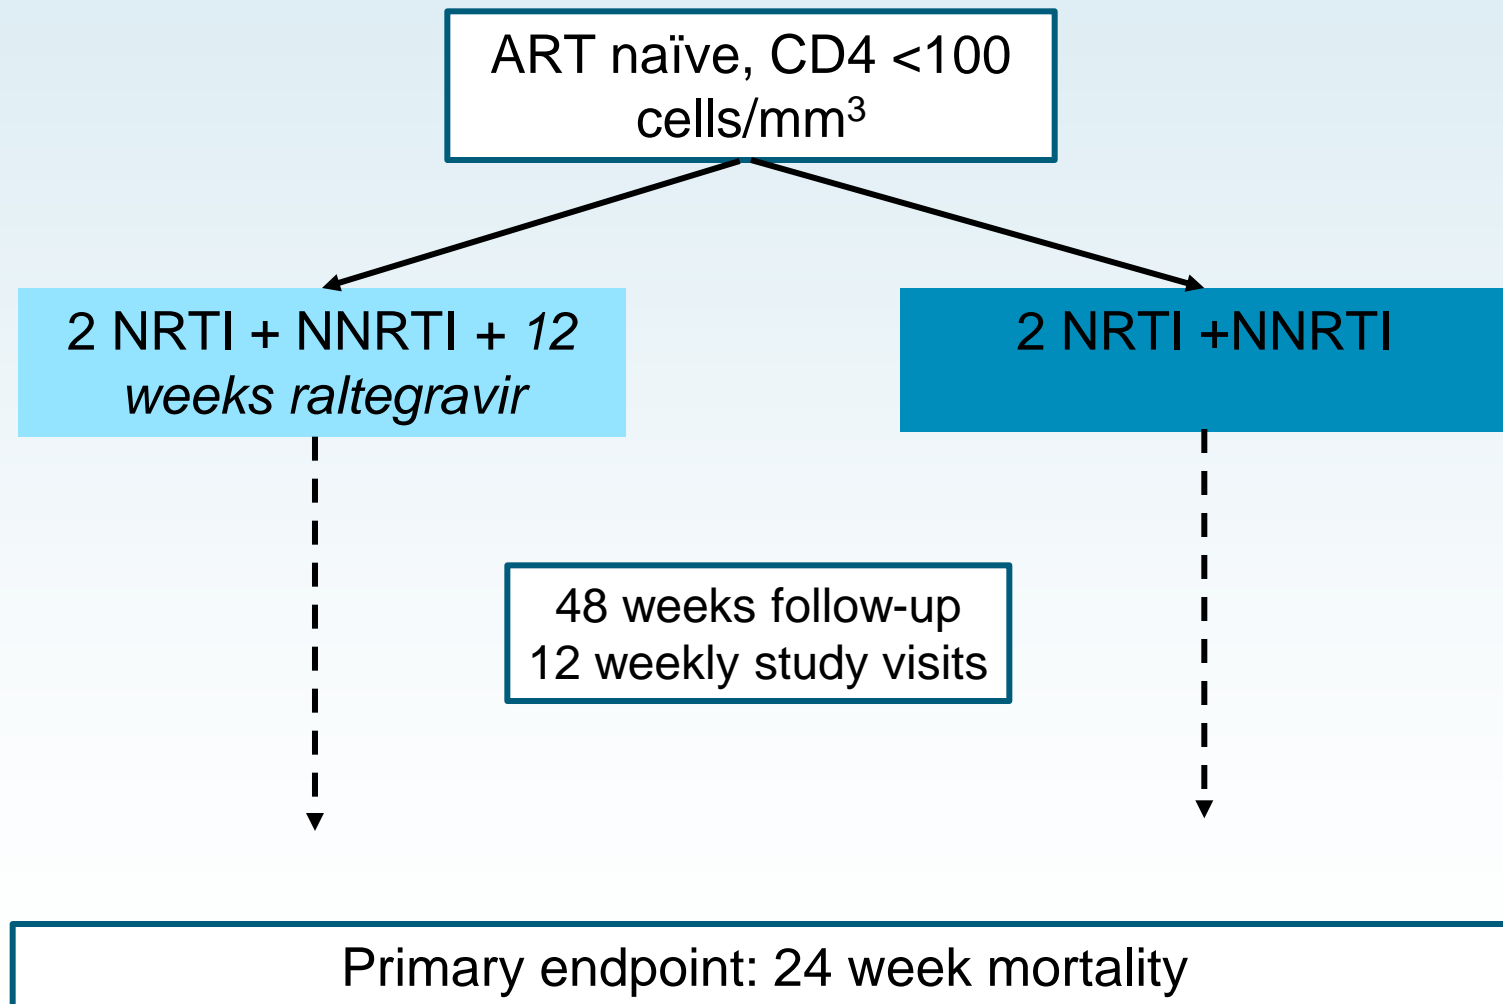 ART naïve, CD4 <100
cells/mm³
2 NRTI + NNRTI + 12
weeks raltegravir
2 NRTI +NNRTI
48 weeks follow-up
12 weekly study visits
Primary endpoint: 24 week mortality